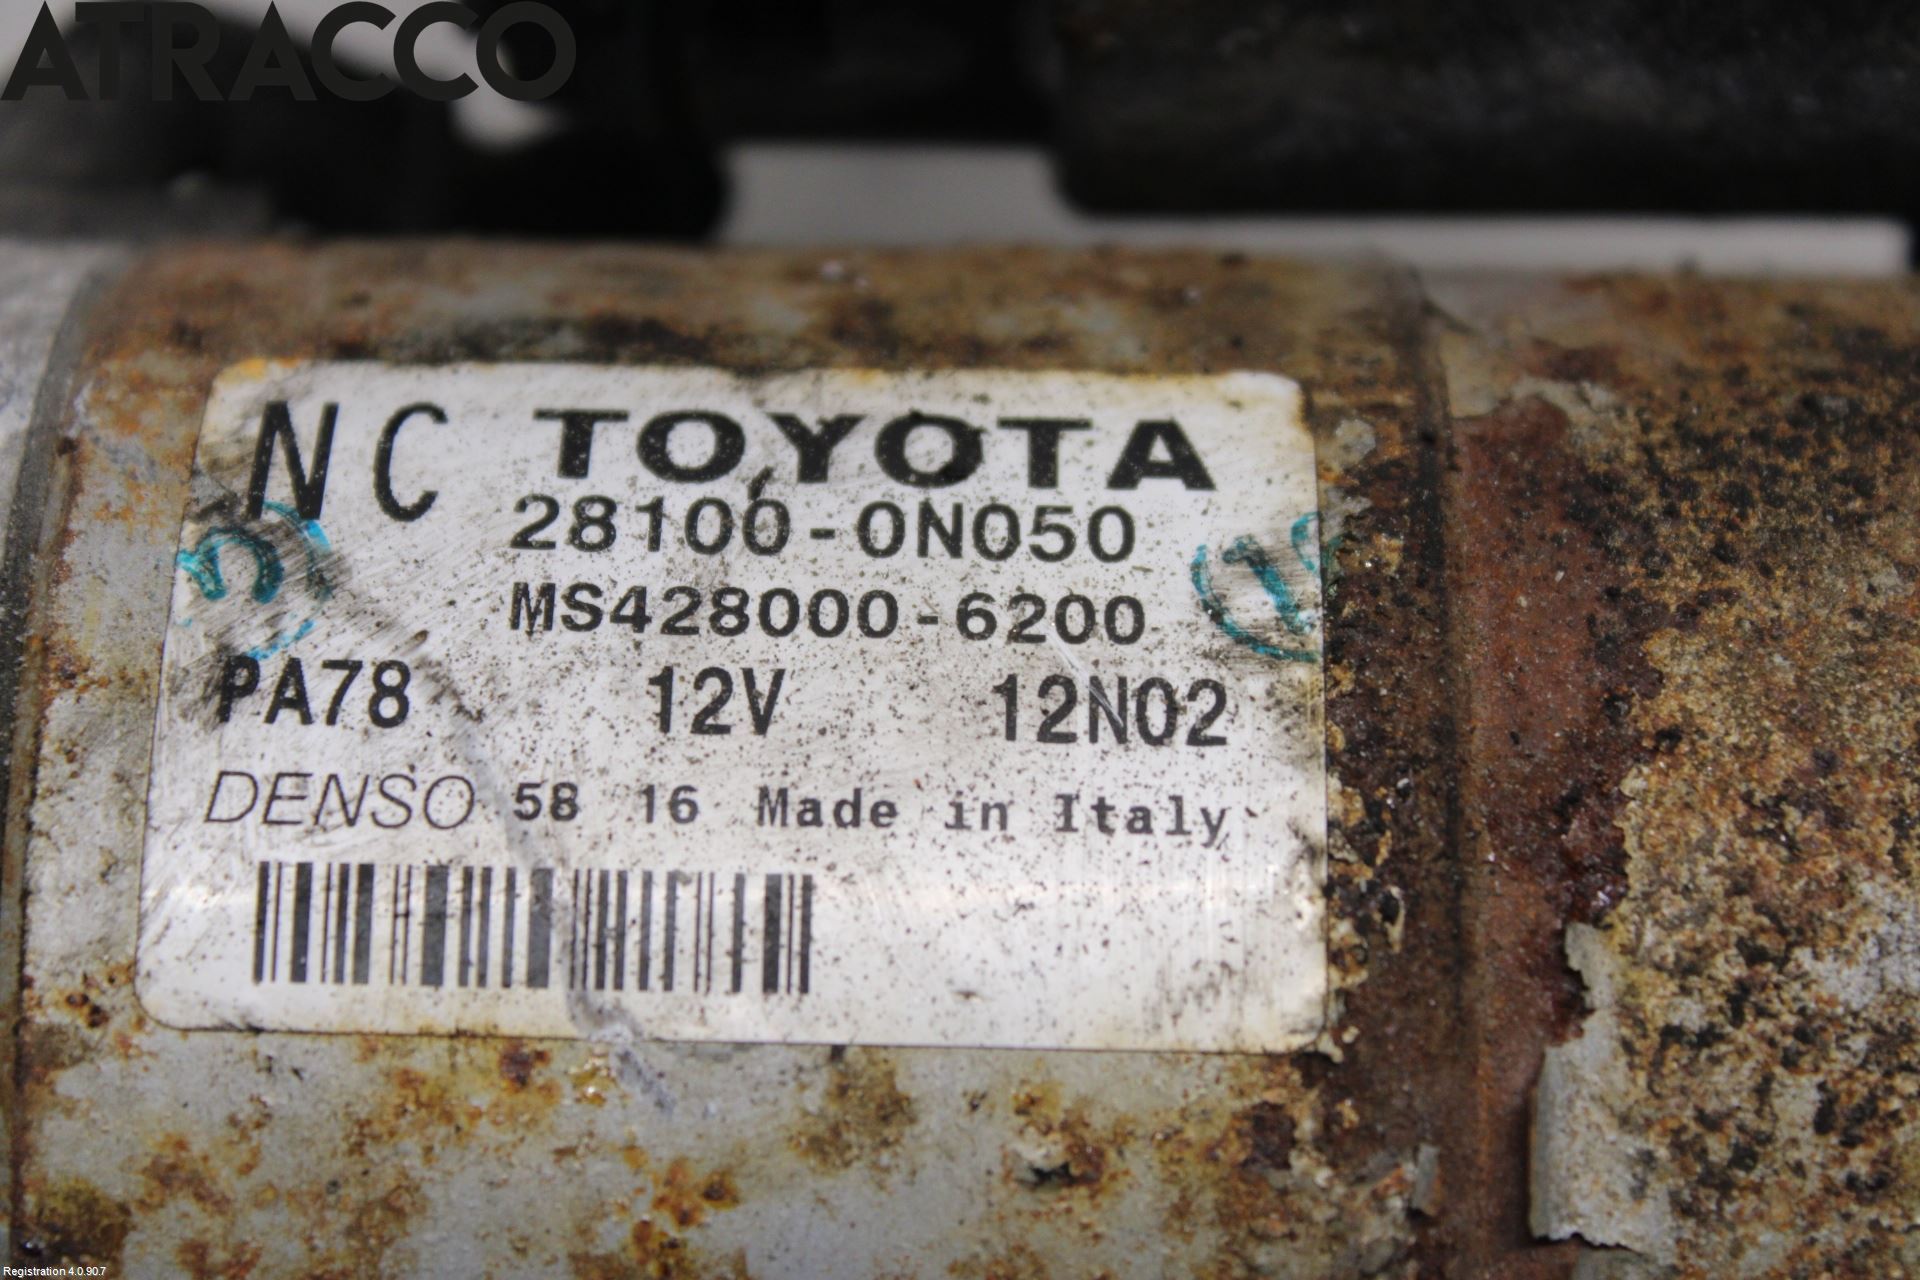 ATRACCO
NC TOYOTA
28100-0N050
MS428000-6200
PA78 12V 12N02
DENSO 58 16 Made in Italy
Registration 4.0.90.7